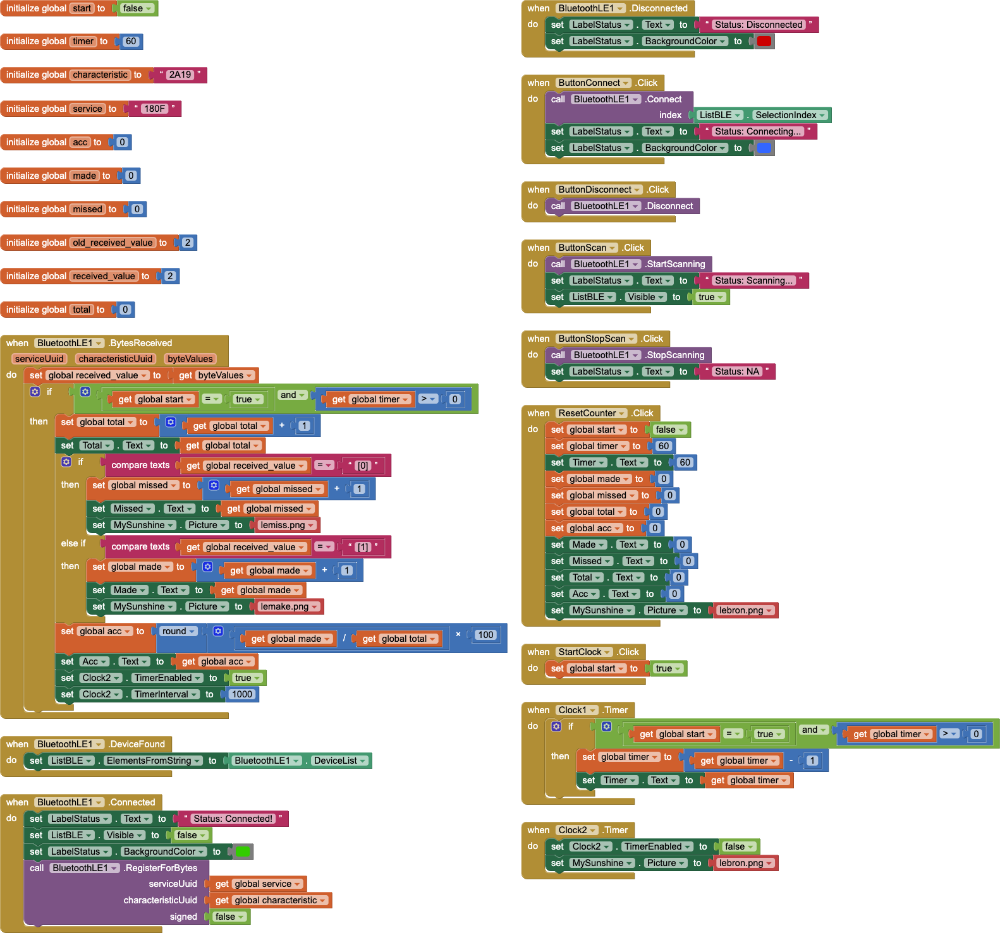 initialize global start to false
initialize global timer to 60
initialize global characteristic to “ 2A19 ”
initialize global service to “ 180F ”
initialize global acc to 0
initialize global made to 0
initialize global missed to 0
initialize global old_received_value to 2
initialize global received_value to 2
initialize global total to 0
when BluetoothLE1 .BytesReceived
serviceUuid characteristicUuid byteValues
do set global received_value to get byteValues
if get global start = true and get global timer > 0
then set global total to get global total + 1
set Total . Text to get global total
if compare texts get global received_value = “ [0] ”
then set global missed to get global missed + 1
set Missed . Text to get global missed
set MySunshine . Picture to lemiss.png
else if compare texts get global received_value = “ [1] ”
then set global made to get global made + 1
set Made . Text to get global made
set MySunshine . Picture to lemake.png
set global acc to round get global made / get global total × 100
set Acc . Text to get global acc
set Clock2 . TimerEnabled to true
set Clock2 . TimerInterval to 1000
when BluetoothLE1 .DeviceFound
do set ListBLE . ElementsFromString to BluetoothLE1 . DeviceList
when BluetoothLE1 .Connected
do set LabelStatus . Text to “ Status: Connected! ”
set ListBLE . Visible to false
set LabelStatus . BackgroundColor to
call BluetoothLE1 .RegisterForBytes
serviceUuid get global service
characteristicUuid get global characteristic
signed false
when BluetoothLE1 .Disconnected
do set LabelStatus . Text to “ Status: Disconnected ”
set LabelStatus . BackgroundColor to
when ButtonConnect .Click
do call BluetoothLE1 .Connect
index ListBLE . SelectionIndex
set LabelStatus . Text to “ Status: Connecting... ”
set LabelStatus . BackgroundColor to
when ButtonDisconnect .Click
do call BluetoothLE1 .Disconnect
when ButtonScan .Click
do call BluetoothLE1 .StartScanning
set LabelStatus . Text to “ Status: Scanning... ”
set ListBLE . Visible to true
when ButtonStopScan .Click
do call BluetoothLE1 .StopScanning
set LabelStatus . Text to “ Status: NA ”
when ResetCounter .Click
do set global start to false
set global timer to 60
set Timer . Text to 60
set global made to 0
set global missed to 0
set global total to 0
set global acc to 0
set Made . Text to 0
set Missed . Text to 0
set Total . Text to 0
set Acc . Text to 0
set MySunshine . Picture to lebron.png
when StartClock .Click
do set global start to true
when Clock1 .Timer
do if get global start = true and get global timer > 0
then set global timer to get global timer - 1
set Timer . Text to get global timer
when Clock2 .Timer
do set Clock2 . TimerEnabled to false
set MySunshine . Picture to lebron.png